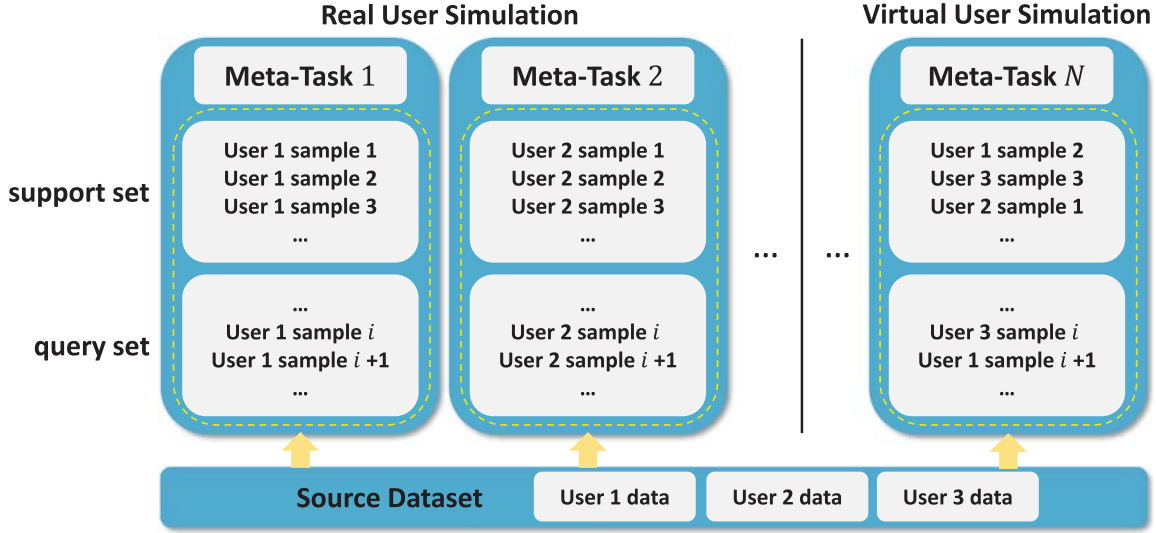 Real User Simulation
Virtual User Simulation
Meta-Task 1
Meta-Task 2
Meta-Task N
support set
User 1 sample 1
User 1 sample 2
User 1 sample 3
...
User 2 sample 1
User 2 sample 2
User 2 sample 3
...
...
...
User 1 sample 2
User 3 sample 3
User 2 sample 1
...
query set
...
User 1 sample i
User 1 sample i +1
...
...
User 2 sample i
User 2 sample i +1
...
...
User 3 sample i
User 1 sample i +1
...
Source Dataset
User 1 data
User 2 data
User 3 data